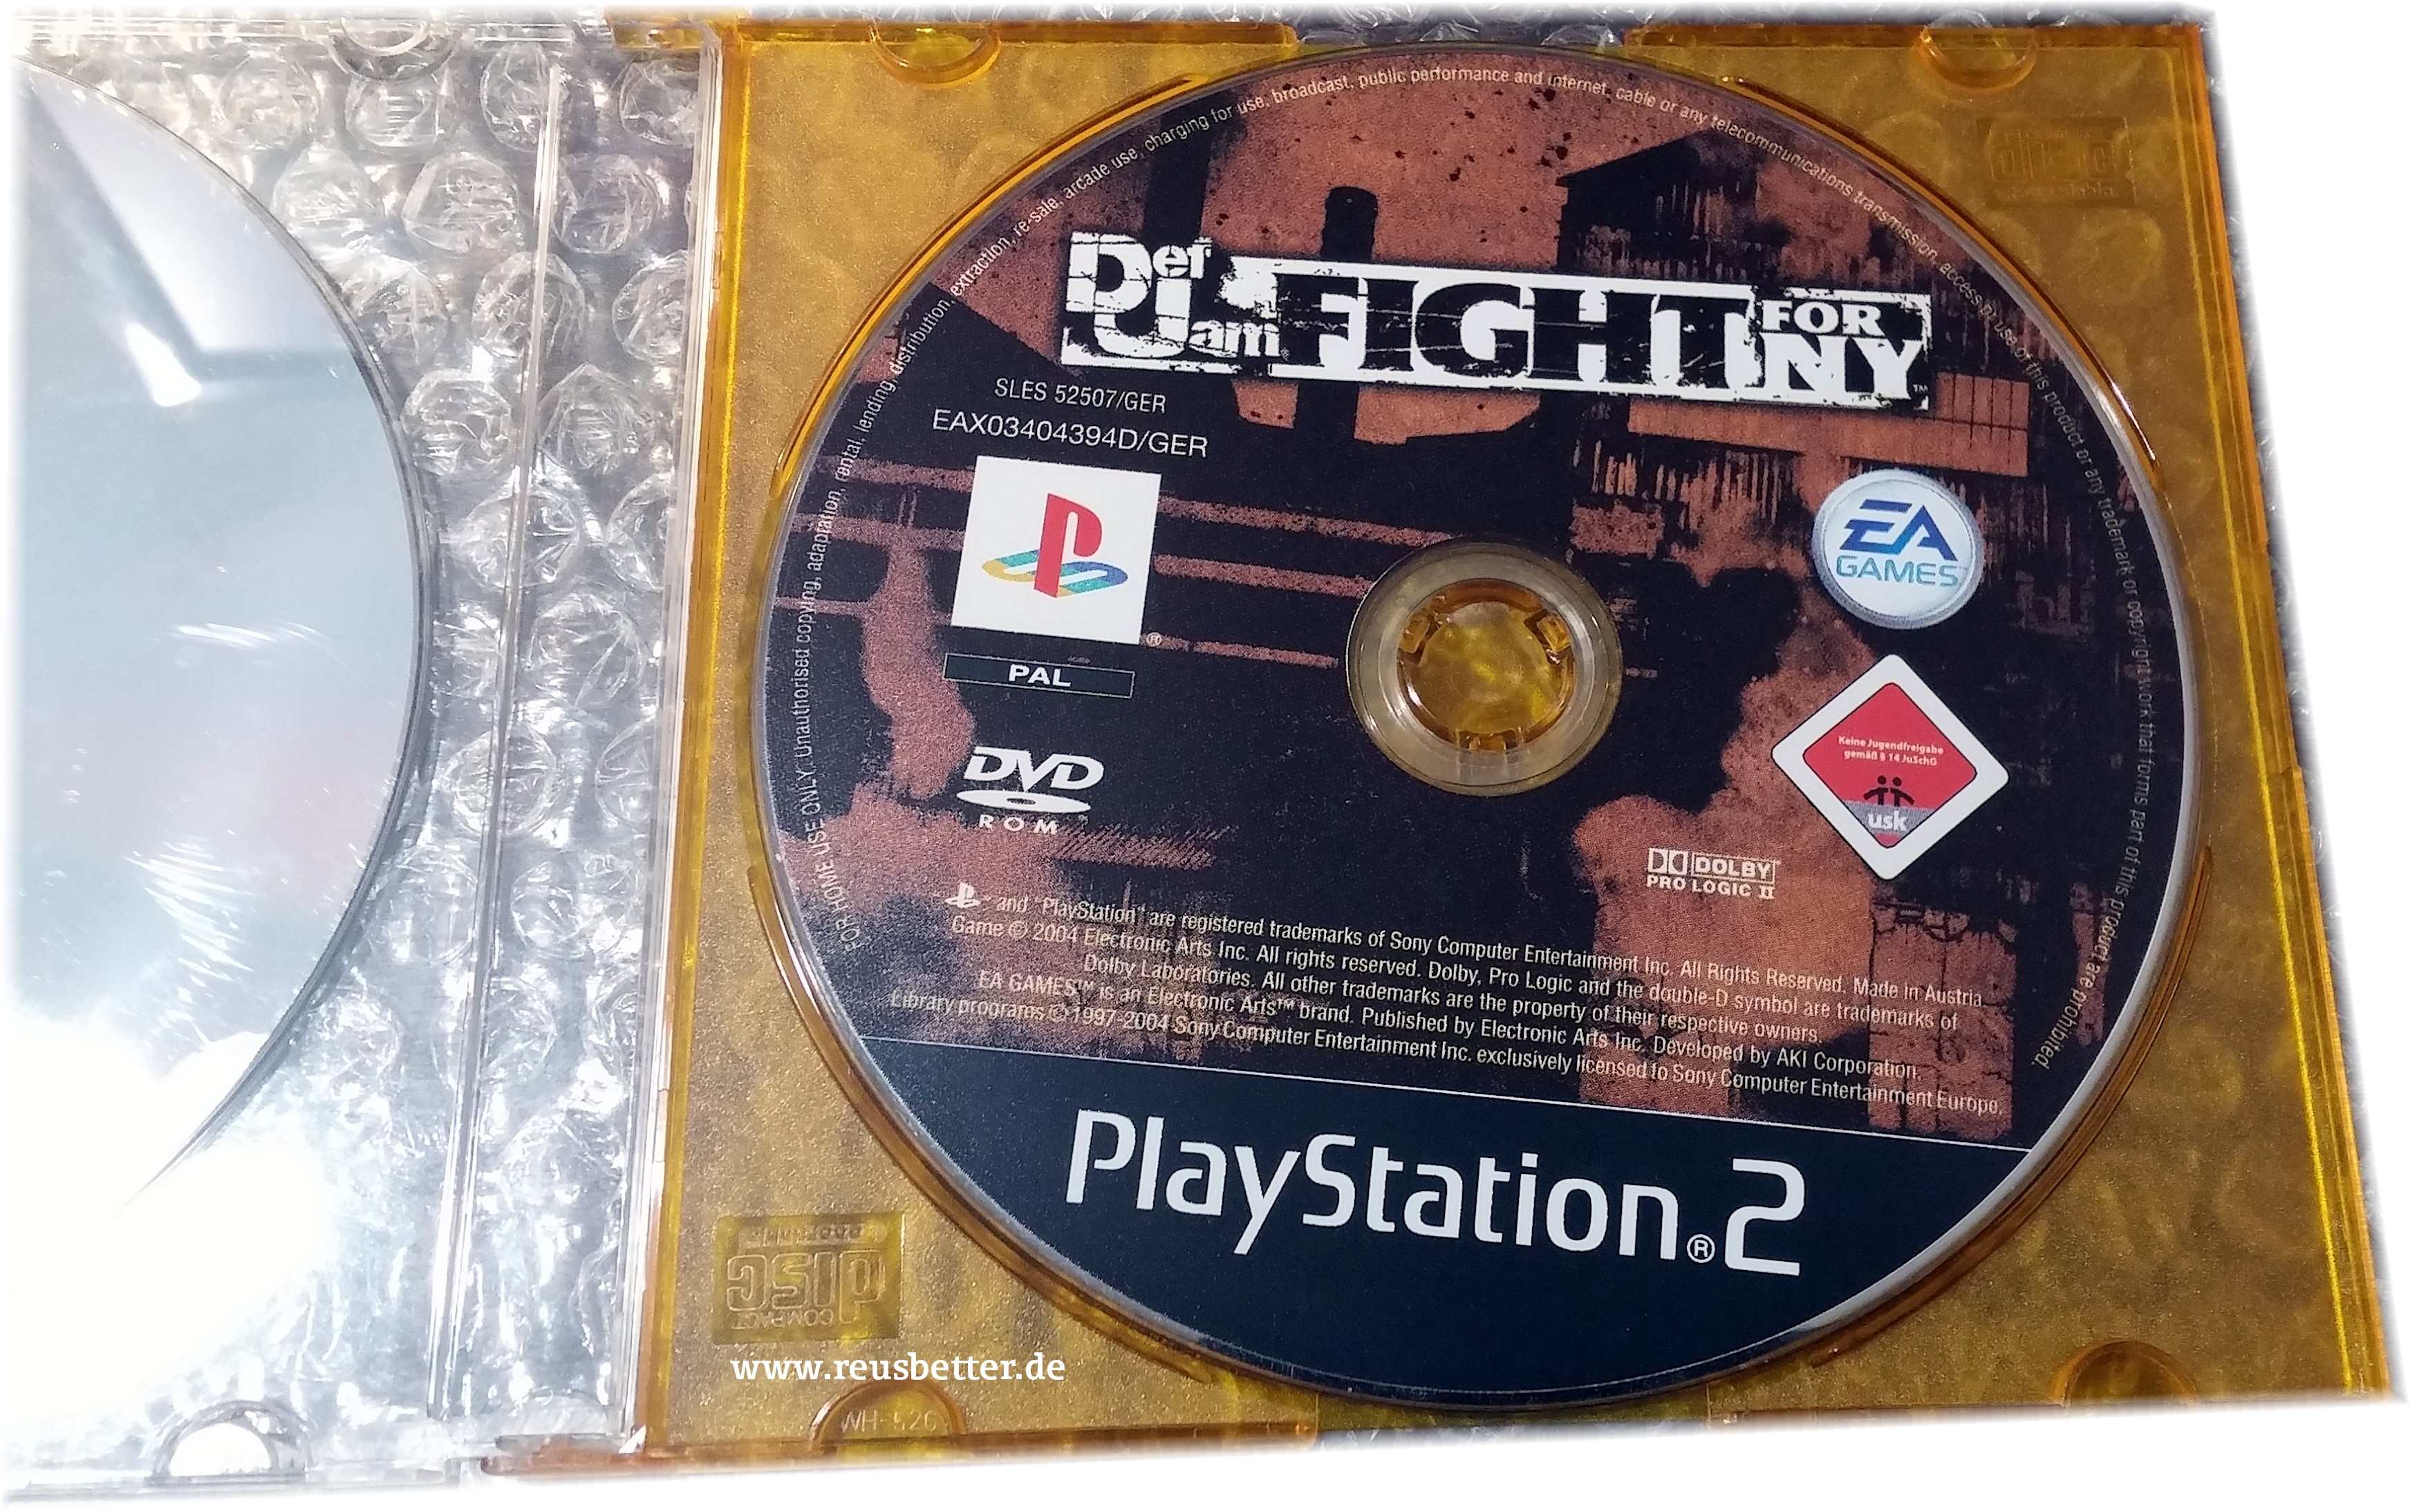 FOR HOME USE ONLY. Unauthorised copying, adaptation, rental, lending, distribution, extraction, re-sale, arcade use, charging for use, broadcast, public performance and internet, cable or any telecommunications transmission, access or use of this product or any trademark or copyright work that forms part of this product are prohibited.
Def Jam FIGHT FOR NY™
SLES 52507/GER
EAX03404394D/GER
EA GAMES™
®
PAL
Keine Jugendfreigabe
gemäß § 14 JuSchG
usk
DVD
ROM
DOLBY
PRO LOGIC II
and "PlayStation" are registered trademarks of Sony Computer Entertainment Inc. All Rights Reserved. Made in Austria.
Game © 2004 Electronic Arts Inc. All rights reserved. Dolby, Pro Logic and the double-D symbol are trademarks of
Dolby Laboratories. All other trademarks are the property of their respective owners.
EA GAMES™ is an Electronic Arts™ brand. Published by Electronic Arts Inc. Developed by AKI Corporation.
Library programs © 1997-2004 Sony Computer Entertainment Inc. exclusively licensed to Sony Computer Entertainment Europe.
PlayStation®2
COMPACT
disc
www.reusbetter.de
WH-526